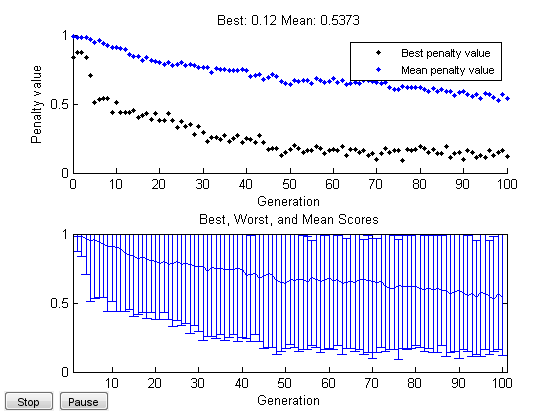 Best: 0.12 Mean: 0.5373
1
0.5
0
Penalty value
Best penalty value
Mean penalty value
0 10 20 30 40 50 60 70 80 90 100
Generation
Best, Worst, and Mean Scores
1
0.5
0
10 20 30 40 50 60 70 80 90 100
Generation
Stop Pause